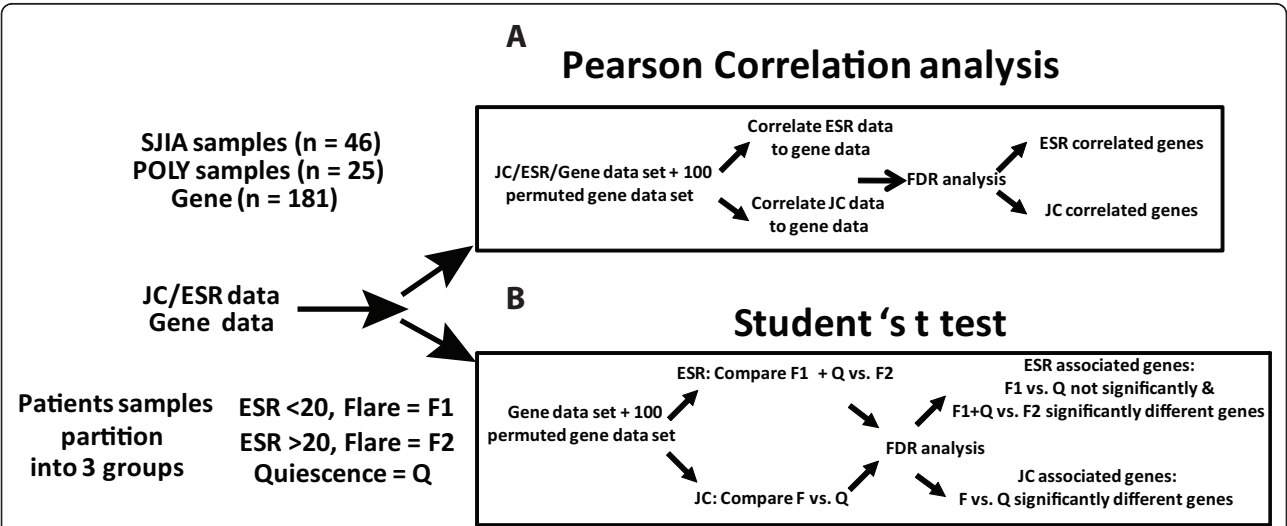 A
Pearson Correlation analysis
SJIA samples (n = 46)
POLY samples (n = 25)
Gene (n = 181)
JC/ESR/Gene data set + 100
permuted gene data set
Correlate ESR data
to gene data
Correlate JC data
to gene data
FDR analysis
ESR correlated genes
JC correlated genes
JC/ESR data
Gene data
B
Student ‘s t test
Patients samples
partition
into 3 groups
ESR <20, Flare = F1
ESR >20, Flare = F2
Quiescence = Q
Gene data set + 100
permuted gene data set
ESR: Compare F1 + Q vs. F2
JC: Compare F vs. Q
FDR analysis
ESR associated genes:
F1 vs. Q not significantly &
F1+Q vs. F2 significantly different genes
JC associated genes:
F vs. Q significantly different genes